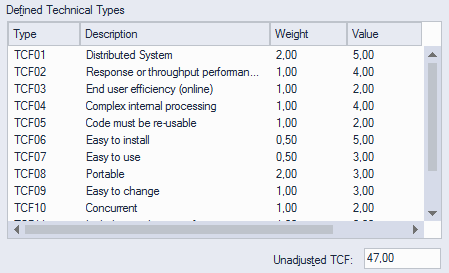 Defined Technical Types
Type Description Weight Value
TCF01 Distributed System 2,00 5,00
TCF02 Response or throughput performan... 1,00 4,00
TCF03 End user efficiency (online) 1,00 2,00
TCF04 Complex internal processing 1,00 4,00
TCF05 Code must be re-usable 1,00 2,00
TCF06 Easy to install 0,50 5,00
TCF07 Easy to use 0,50 3,00
TCF08 Portable 2,00 3,00
TCF09 Easy to change 1,00 3,00
TCF10 Concurrent 1,00 2,00
Unadjusted TCF: 47,00